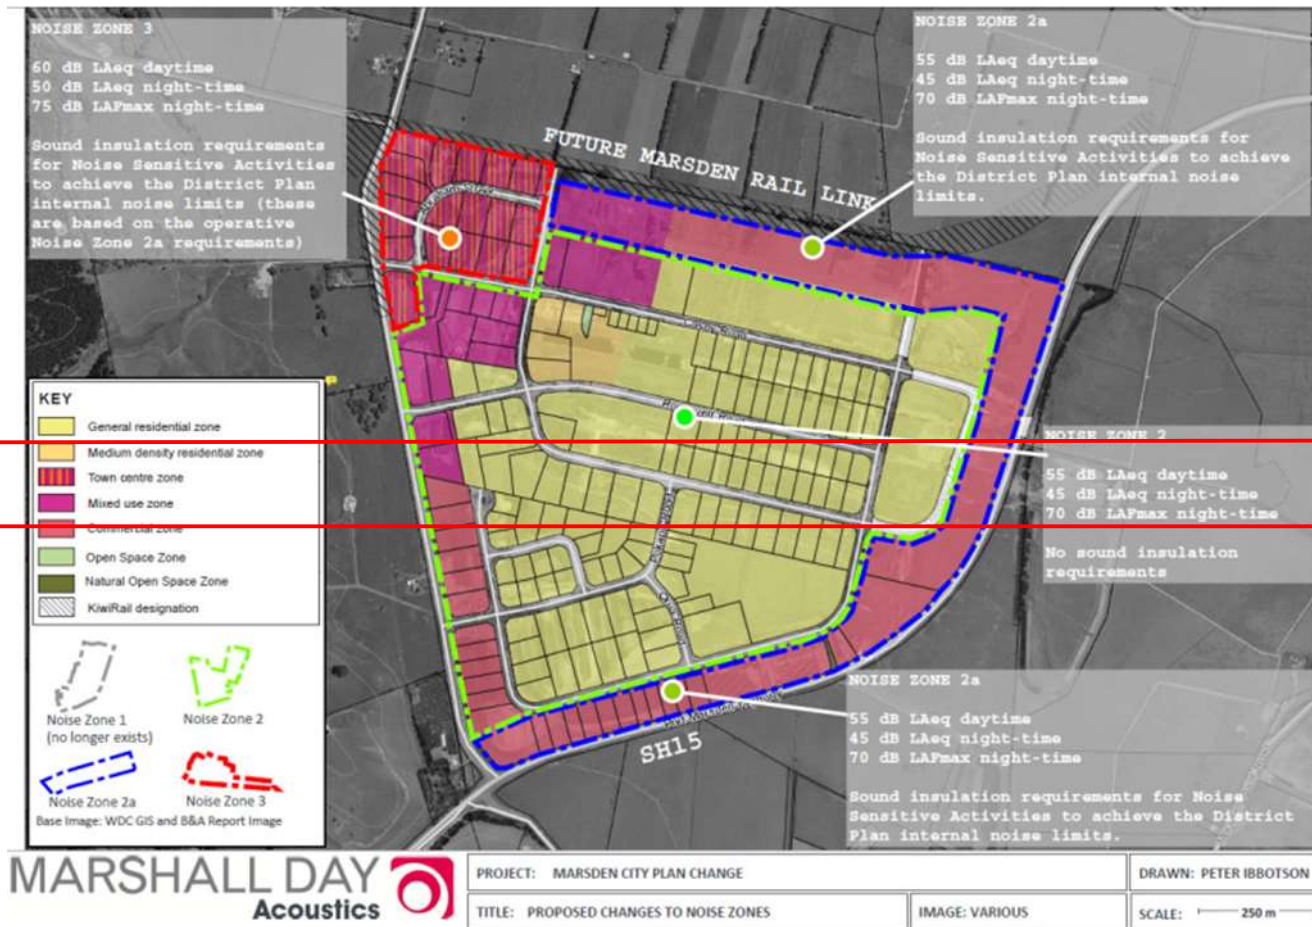 NOISE ZONE 3
60 dB LAeq daytime
50 dB LAeq night-time
75 dB LAFmax night-time
Sound insulation requirements
for Noise Sensitive Activities
to achieve the District Plan
internal noise limits (these
are based on the operative
Noise Zone 2a requirements)
NOISE ZONE 2a
55 dB LAeq daytime
45 dB LAeq night-time
70 dB LAFmax night-time
Sound insulation requirements for
Noise Sensitive Activities to achieve
the District Plan internal noise
limits.
FUTURE MARSDEN RAIL LINK
Casey Road
KEY
General residential zone
Medium density residential zone
Town centre zone
Mixed use zone
Commercial zone
Open Space Zone
Natural Open Space Zone
KiwiRail designation
Noise Zone 1
(no longer exists)
Noise Zone 2
Noise Zone 2a
Noise Zone 3
Base Image: WDC GIS and B&A Report Image
NOISE ZONE 2
55 dB LAeq daytime
45 dB LAeq night-time
70 dB LAFmax night-time
No sound insulation
requirements
NOISE ZONE 2a
55 dB LAeq daytime
45 dB LAeq night-time
70 dB LAFmax night-time
Sound insulation requirements for Noise
Sensitive Activities to achieve the District
Plan internal noise limits.
Port Marsden Highway
SH15
MARSHALL DAY
Acoustics
PROJECT: MARSDEN CITY PLAN CHANGE
DRAWN: PETER IBBOTSON
TITLE: PROPOSED CHANGES TO NOISE ZONES
IMAGE: VARIOUS
SCALE: 250 m